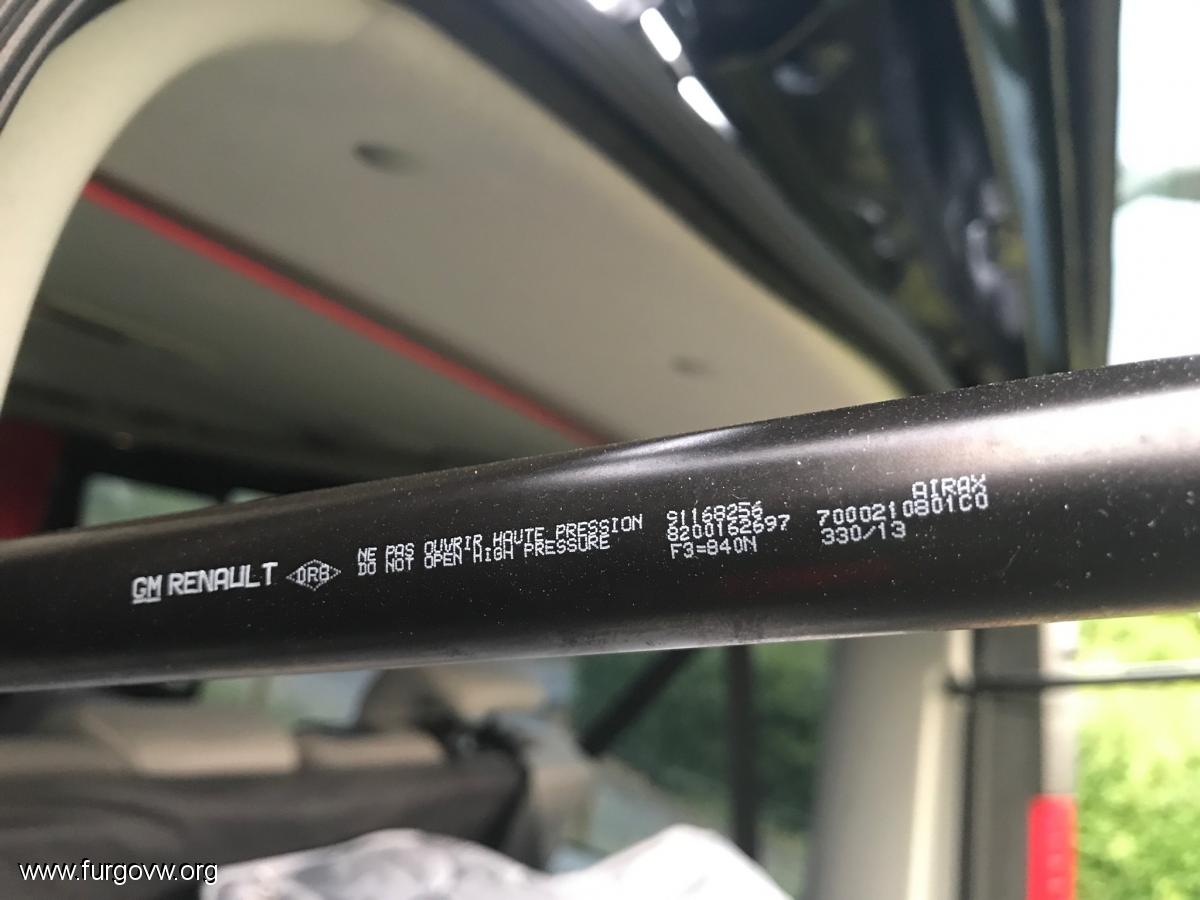 GM RENAULT ORB
NE PAS OUVRIR HAUTE PRESSION
DO NOT OPEN HIGH PRESSURE
91168256
8200162697
F3=840N
AIRAX
7000210801C0
330/13
www.furgovw.org